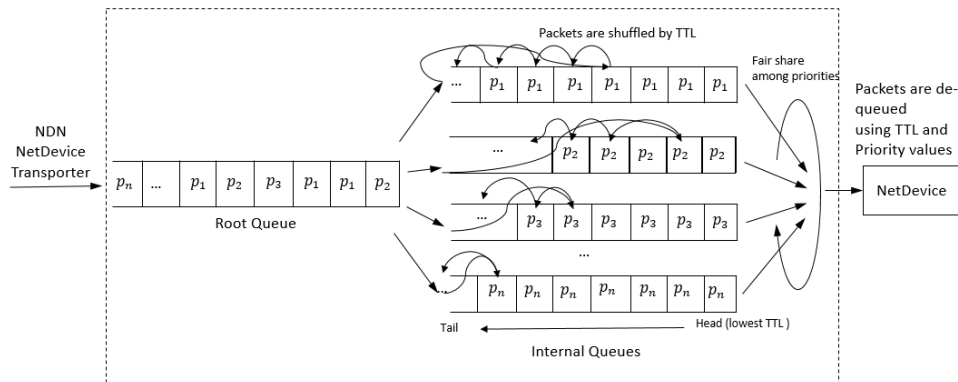 Packets are shuffled by TTL
... p₁ p₁ p₁ p₁ p₁ p₁ p₁
Fair share
among priorities
Packets are de-
queued
using TTL and
Priority values
NDN
NetDevice
Transporter
... p₂ p₂ p₂ p₂ p₂
pₙ ... p₁ p₂ p₃ p₁ p₁ p₂
NetDevice
Root Queue
... p₃ p₃ p₃ p₃ p₃ p₃
...
... pₙ pₙ pₙ pₙ pₙ pₙ pₙ
Tail
Head (lowest TTL )
Internal Queues